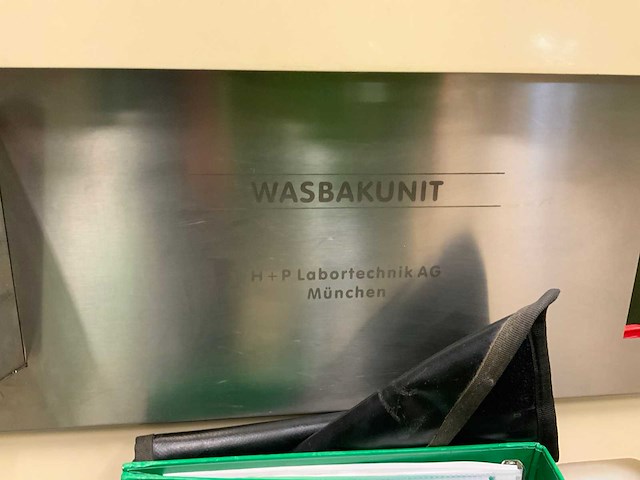 WASBAKUNIT
H+P Labortechnik AG
München